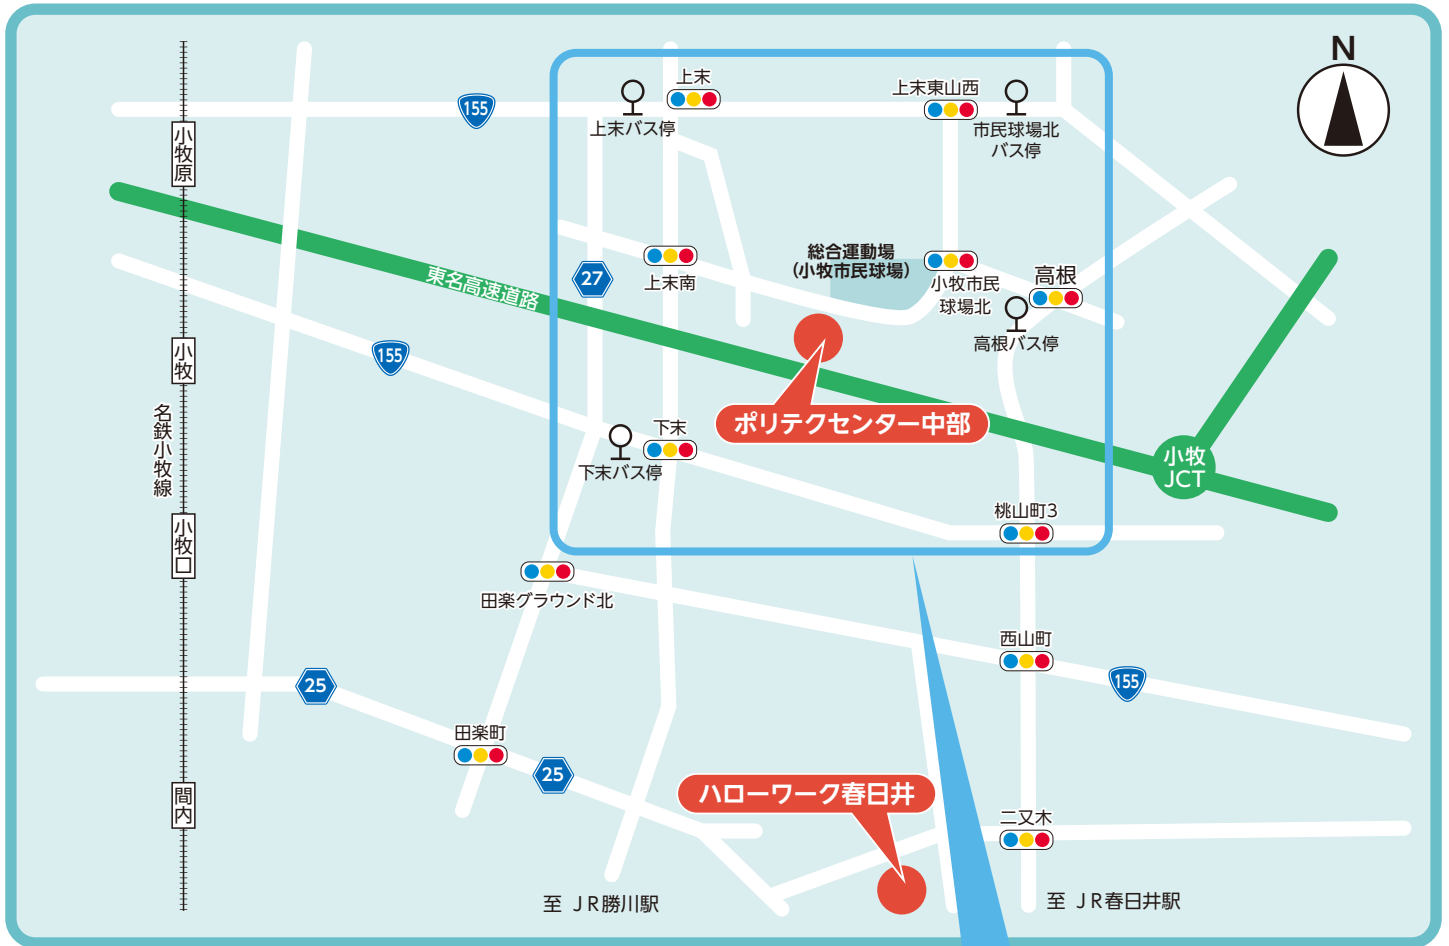 N
上末
上末東山西
155
上末バス停
市民球場北
バス停
小牧原
総合運動場
(小牧市民球場)
東名高速道路
27
上末南
小牧市民
球場北
高根
高根バス停
小牧
155
名鉄小牧線
ポリテクセンター中部
下末
下末バス停
小牧
JCT
小牧口
桃山町3
田楽グラウンド北
西山町
25
155
田楽町
25
間内
ハローワーク春日井
二又木
至 JR勝川駅
至 JR春日井駅